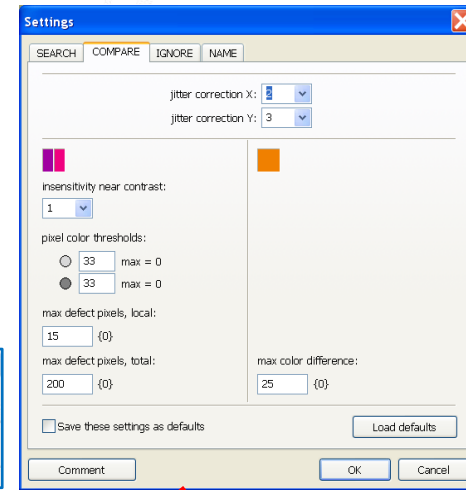 Settings
SEARCH COMPARE IGNORE NAME
jitter correction X: 2
jitter correction Y: 3
insensitivity near contrast:
1
pixel color thresholds:
33 max = 0
33 max = 0
max defect pixels, local:
15 {0}
max defect pixels, total: max color difference:
200 {0} 25 {0}
Save these settings as defaults Load defaults
Comment OK Cancel